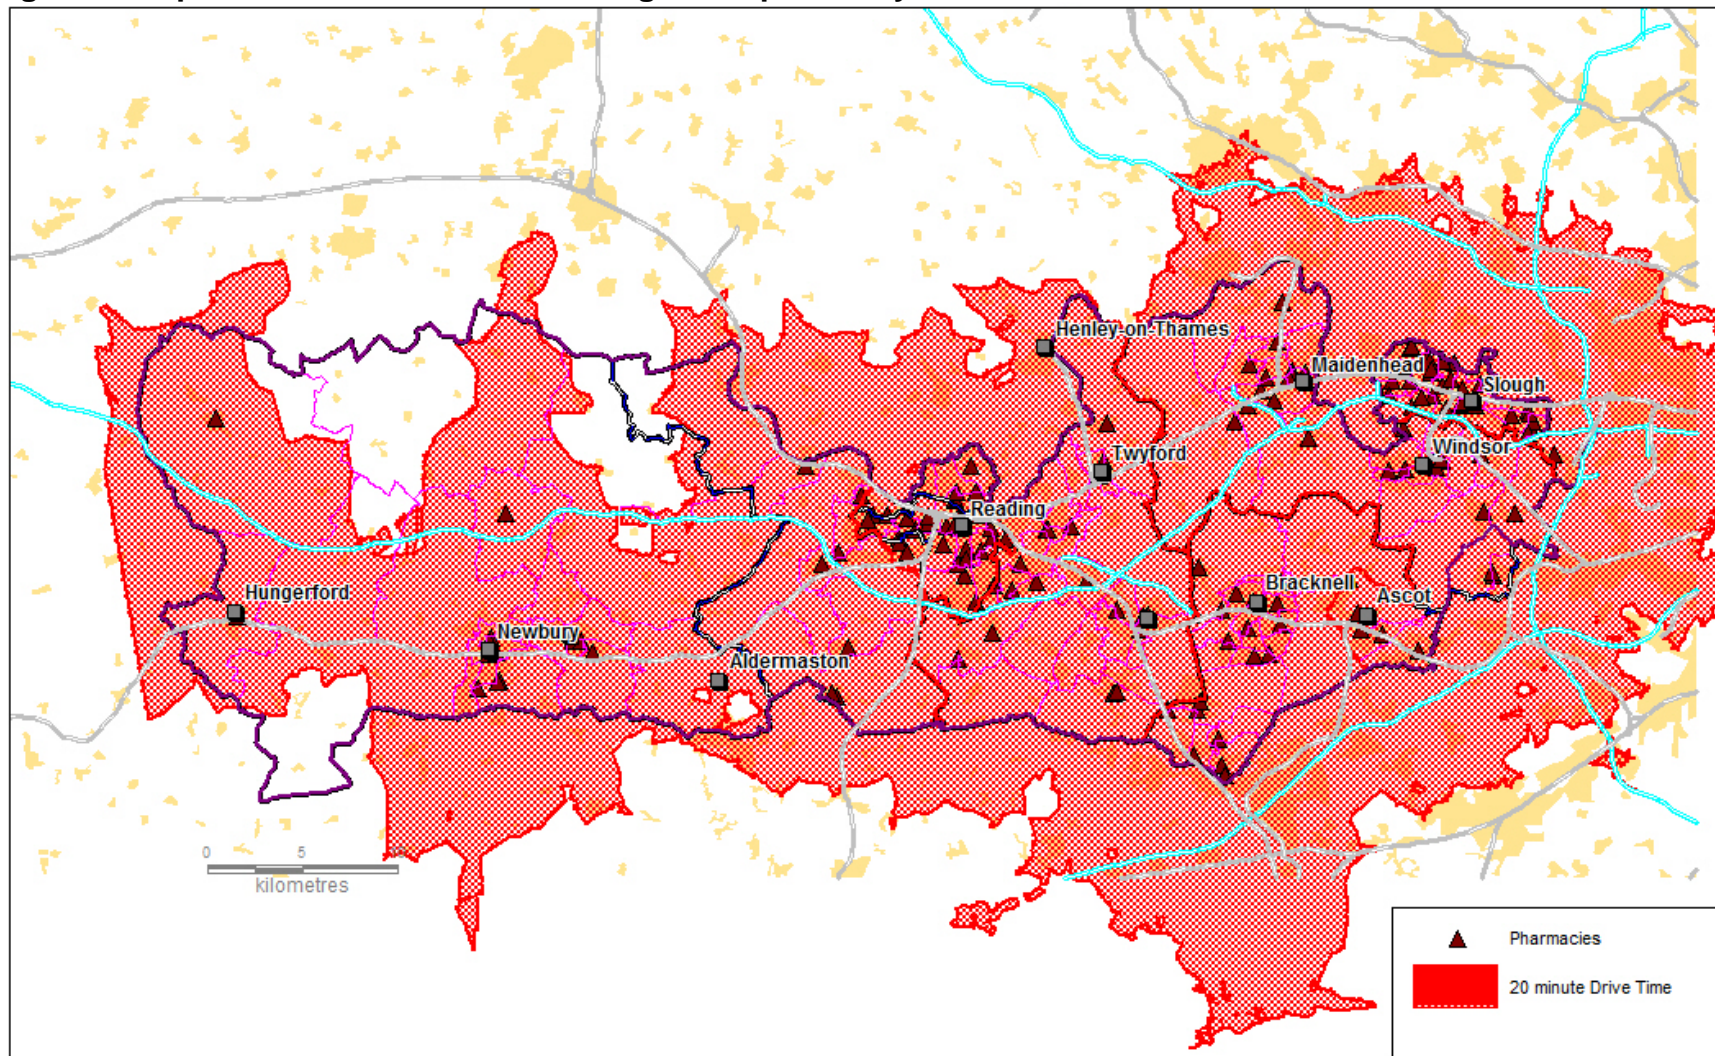 Henley-on-Thames
Maidenhead
Slough
Twyford
Windsor
Reading
Hungerford
Bracknell
Ascot
Newbury
Aldermaston
0 5
kilometres
Pharmacies
20 minute Drive Time